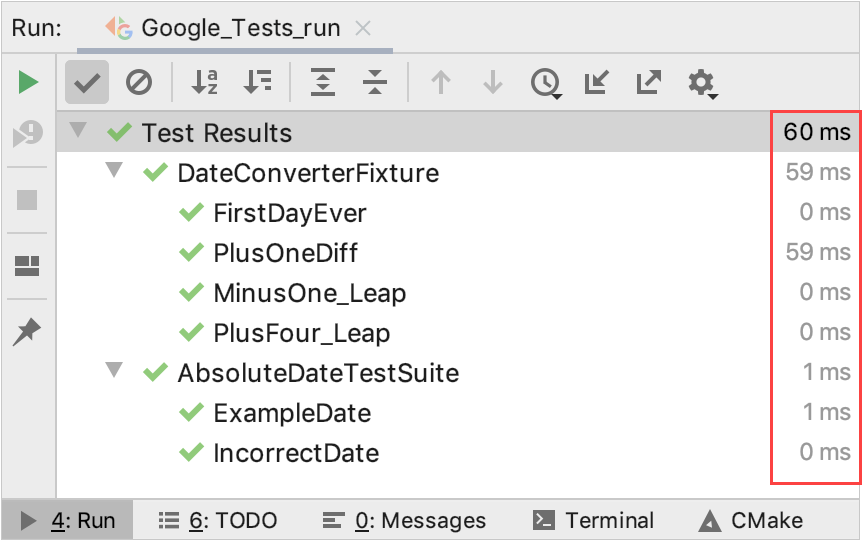 Run: Google_Tests_run
Test Results 60 ms
DateConverterFixture 59 ms
FirstDayEver 0 ms
PlusOneDiff 59 ms
MinusOne_Leap 0 ms
PlusFour_Leap 0 ms
AbsoluteDateTestSuite 1 ms
ExampleDate 1 ms
IncorrectDate 0 ms
4: Run 6: TODO 0: Messages Terminal CMake